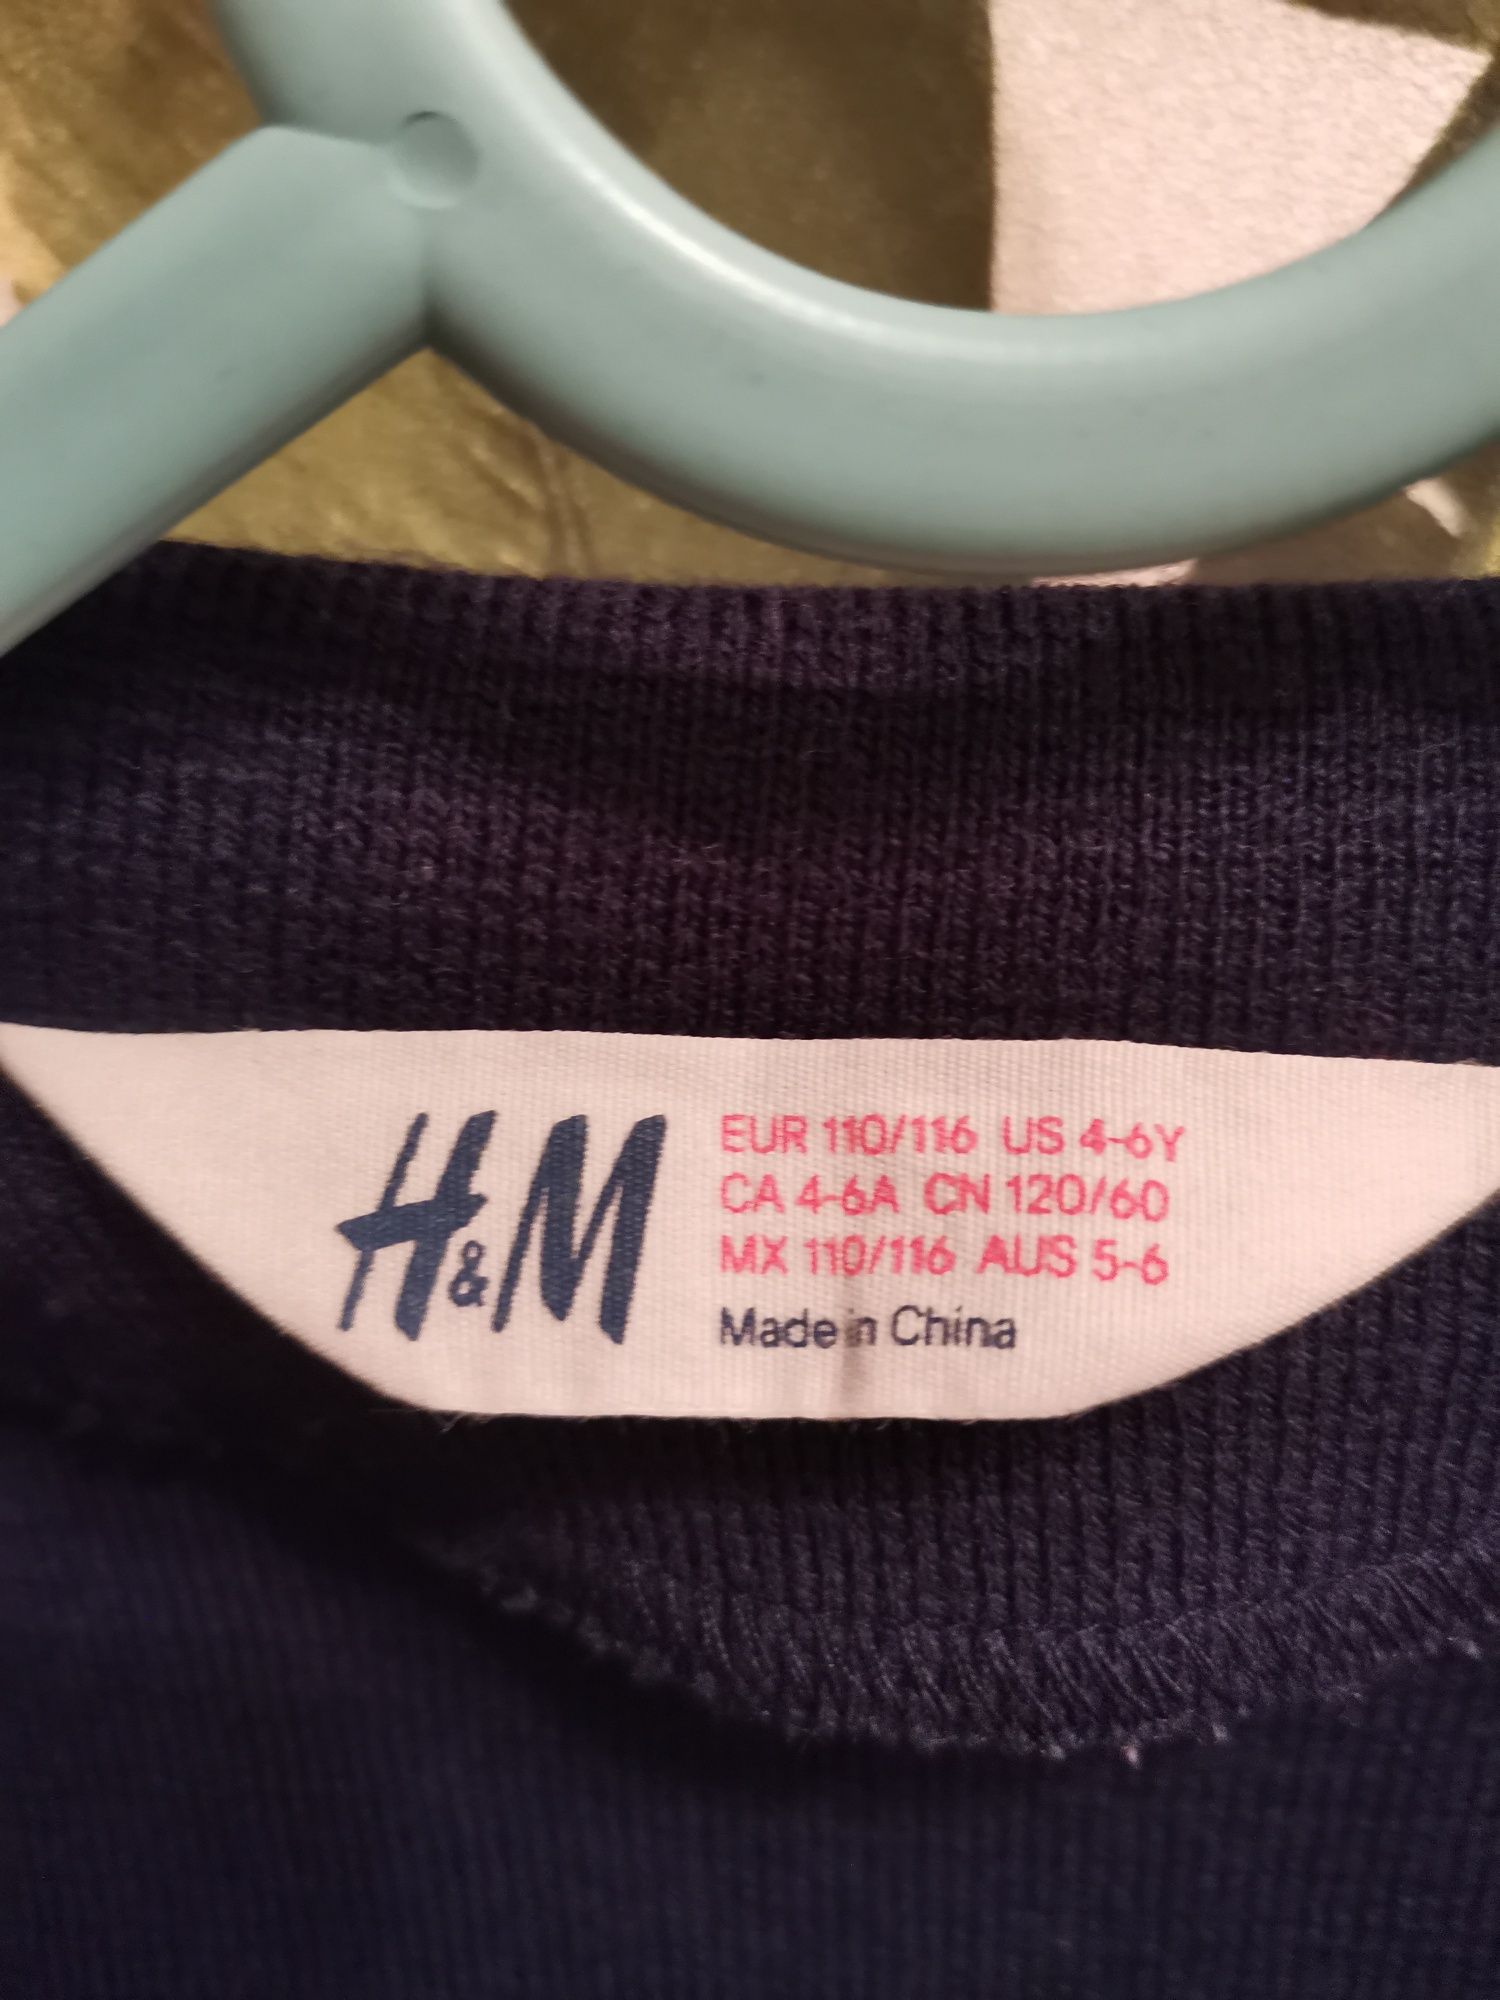 H&M
EUR 110/116 US 4-6Y
CA 4-6A CN 120/60
MX 110/116 AUS 5-6
Made in China